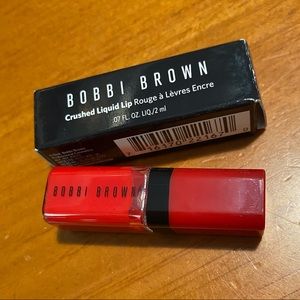 BOBBI BROWN
Crushed Liquid Lip Rouge à Lèvres Encre
.07 FL. OZ. LIQ./2 ml
BOBBI BROWN